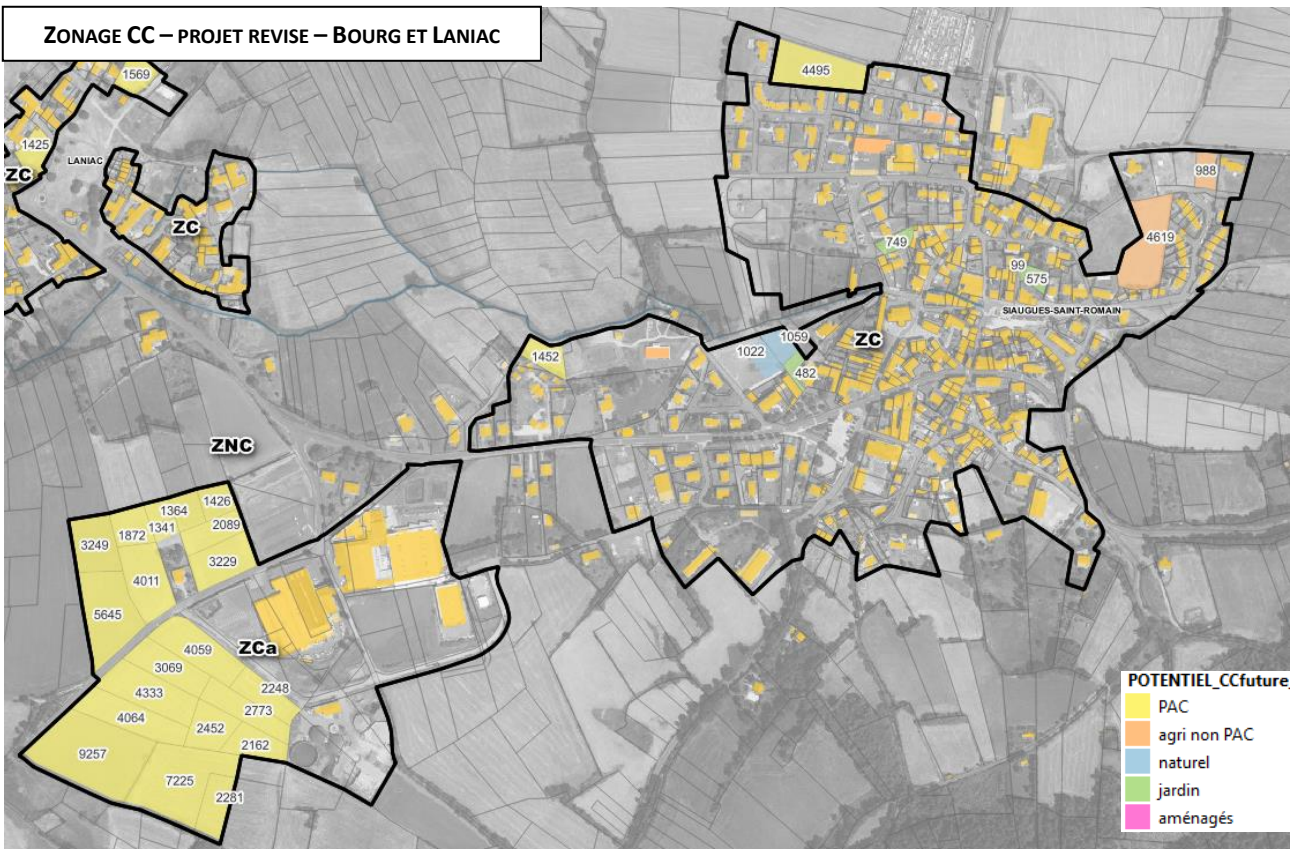 ZONAGE CC – PROJET REVISE – BOURG ET LANIAC
1569
4495
1425
LANIAC
ZC
988
ZC
4619
749
99
575
SIAUGUES-SAINT-ROMAIN
1059
ZC
1452
1022
482
ZNC
1426
1364
1341
2089
1872
3249
3229
4011
5645
ZCa
4059
3069
2248
4333
2773
4064
2452
2162
9257
7225
2281
POTENTIEL_CCfuture_
PAC
agri non PAC
naturel
jardin
aménagés